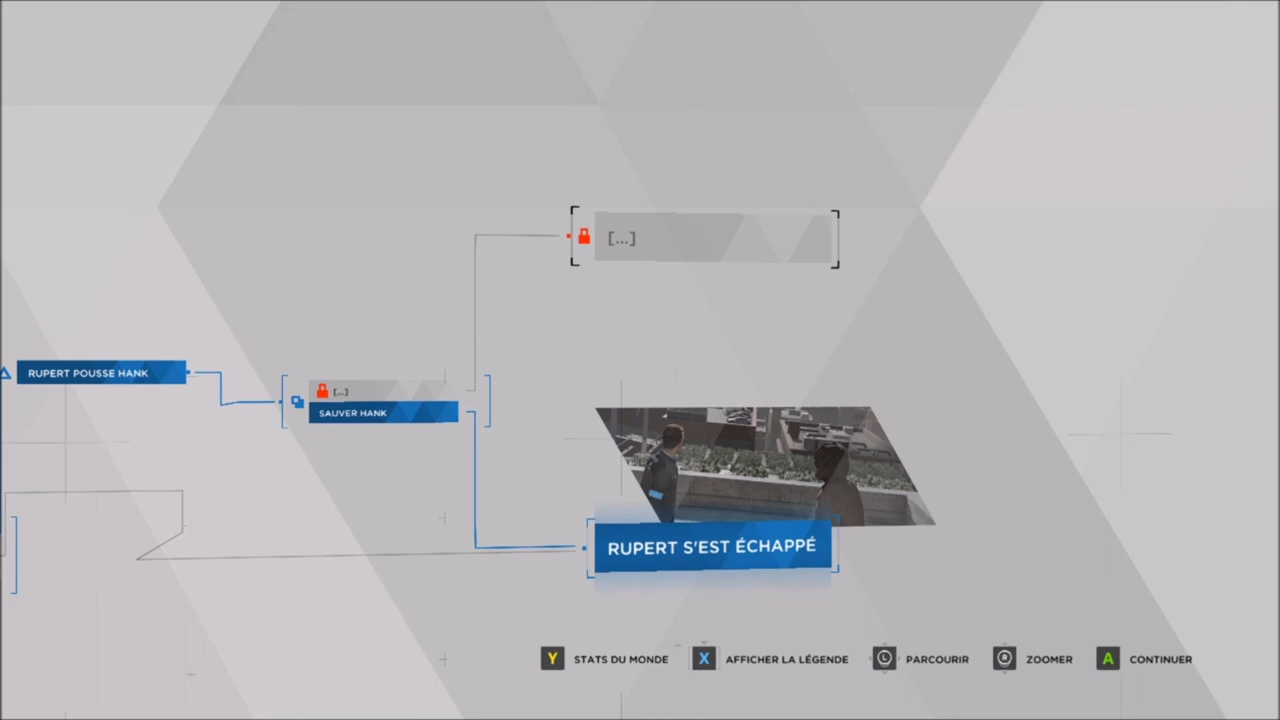 [...]
RUPERT POUSSE HANK
[...]
SAUVER HANK
RUPERT S'EST ÉCHAPPÉ
Y STATS DU MONDE X AFFICHER LA LÉGENDE L PARCOURIR R ZOOMER A CONTINUER